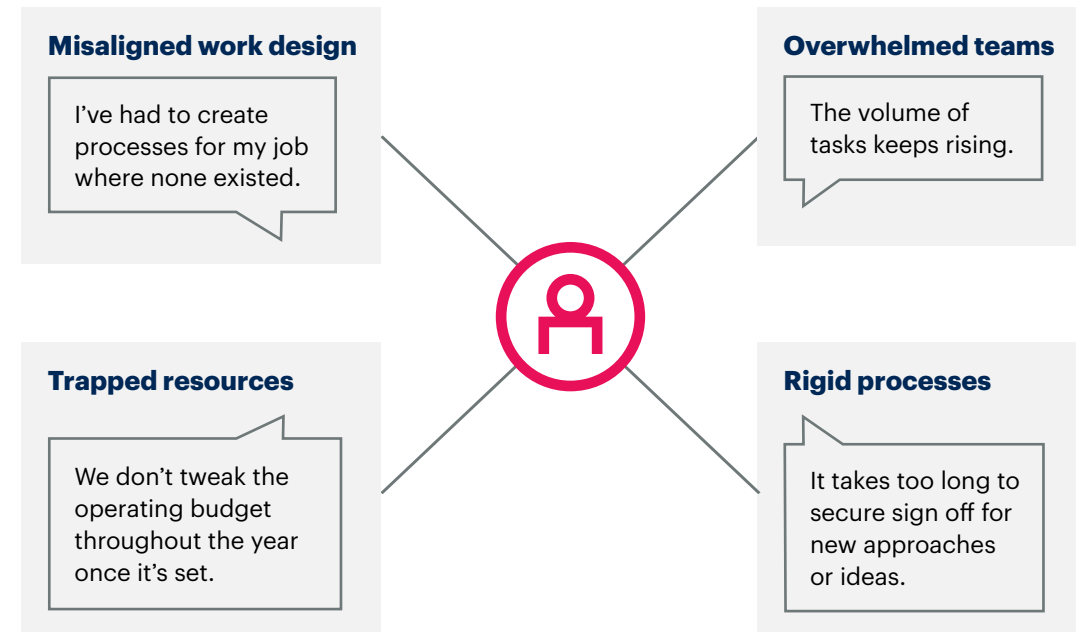 Misaligned work design
I’ve had to create
processes for my job
where none existed.
Overwhelmed teams
The volume of
tasks keeps rising.
Trapped resources
We don’t tweak the
operating budget
throughout the year
once it’s set.
Rigid processes
It takes too long to
secure sign off for
new approaches
or ideas.